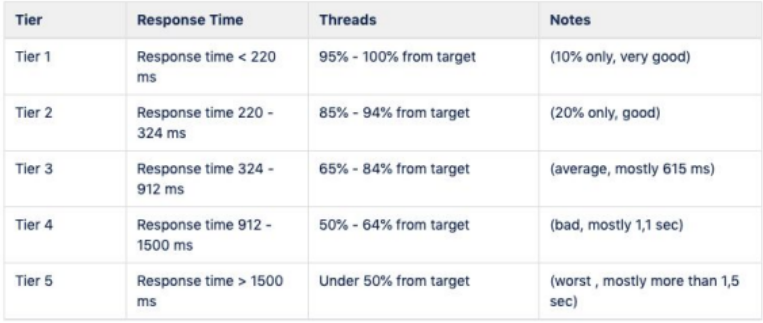 Tier Response Time Threads Notes
Tier 1 Response time < 220 ms 95% - 100% from target (10% only, very good)
Tier 2 Response time 220 - 324 ms 85% - 94% from target (20% only, good)
Tier 3 Response time 324 - 912 ms 65% - 84% from target (average, mostly 615 ms)
Tier 4 Response time 912 - 1500 ms 50% - 64% from target (bad, mostly 1,1 sec)
Tier 5 Response time > 1500 ms Under 50% from target (worst , mostly more than 1,5 sec)